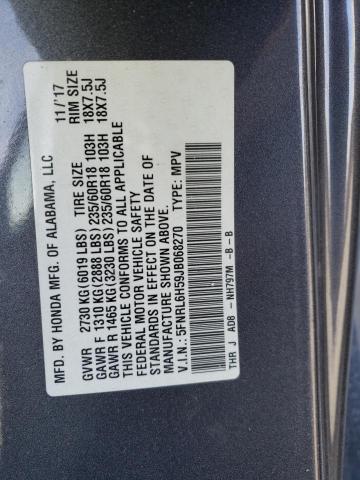 MFD. BY HONDA MFG. OF ALABAMA, LLC 11/'17
TIRE SIZE RIM SIZE
GVWR 2730 KG(6019 LBS)
GAWR F 1310 KG(2888 LBS) 235/60R18 103H 18X7.5J
GAWR R 1465 KG(3230 LBS) 235/60R18 103H 18X7.5J
THIS VEHICLE CONFORMS TO ALL APPLICABLE
FEDERAL MOTOR VEHICLE SAFETY
STANDARDS IN EFFECT ON THE DATE OF
MANUFACTURE SHOWN ABOVE.
V.I.N.: 5FNRL6H59JB068270 TYPE: MPV
THR J AD8 -NH797M -B -B